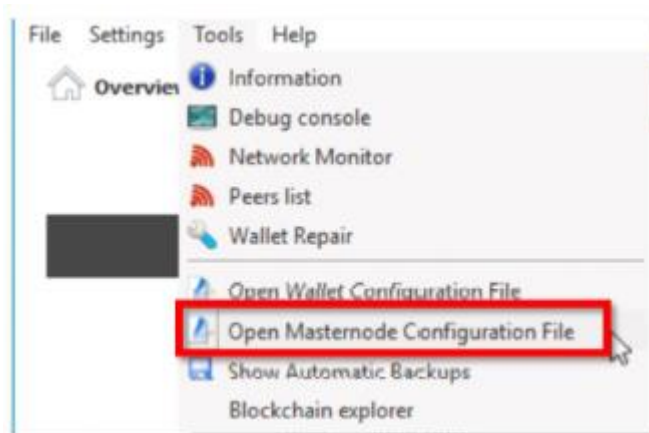 File Settings Tools Help
Overview
Information
Debug console
Network Monitor
Peers list
Wallet Repair
Open Wallet Configuration File
Open Masternode Configuration File
Show Automatic Backups
Blockchain explorer